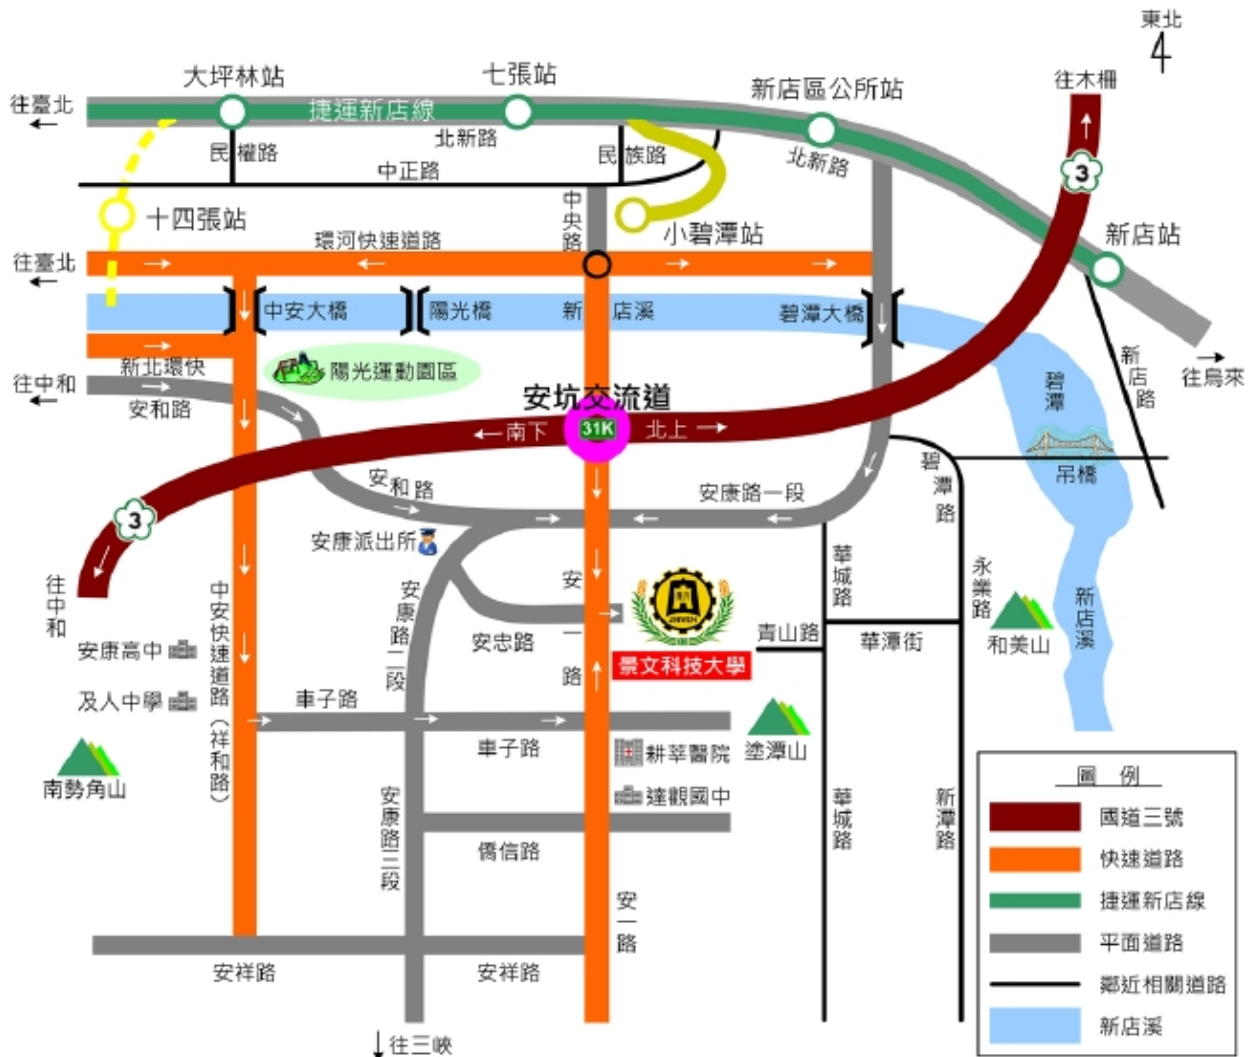 東北
4
往木柵
大坪林站
七張站
新店區公所站
往臺北
捷運新店線
北新路
北新路
民權路
民族路
中正路
3
十四張站
中央路
小碧潭站
新店站
環河快速道路
往臺北
中安大橋
陽光橋
新店溪
碧潭大橋
新北環快
陽光運動園區
往中和
安和路
碧潭
新店路
往烏來
安坑交流道
31K
南下
北上
吊橋
碧潭路
安和路
安康路一段
3
安康派出所
往中和
中安快速道路（祥和路）
安康路二段
安一路
JINWEN
景文科技大學
華城路
永業路
新店溪
安康高中
安忠路
青山路
華潭街
和美山
及人中學
車子路
車子路
耕莘醫院
塗潭山
南勢角山
達觀國中
安康路三段
僑信路
華城路
新潭路
安一路
安祥路
安祥路
往三峽
圖例
國道三號
快速道路
捷運新店線
平面道路
鄰近相關道路
新店溪